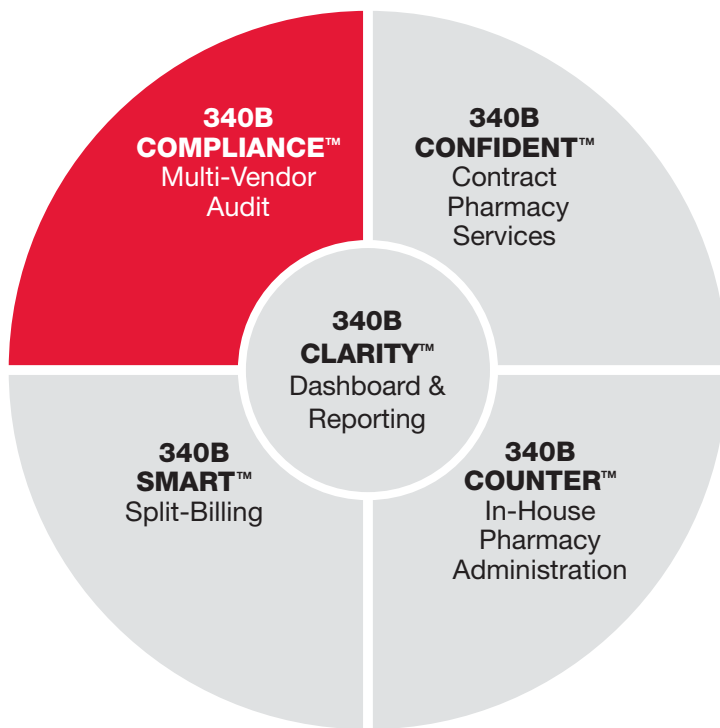 340B
COMPLIANCE™
Multi-Vendor
Audit
340B
CONFIDENT™
Contract
Pharmacy
Services
340B
CLARITY™
Dashboard &
Reporting
340B
SMART™
Split-Billing
340B
COUNTER™
In-House
Pharmacy
Administration